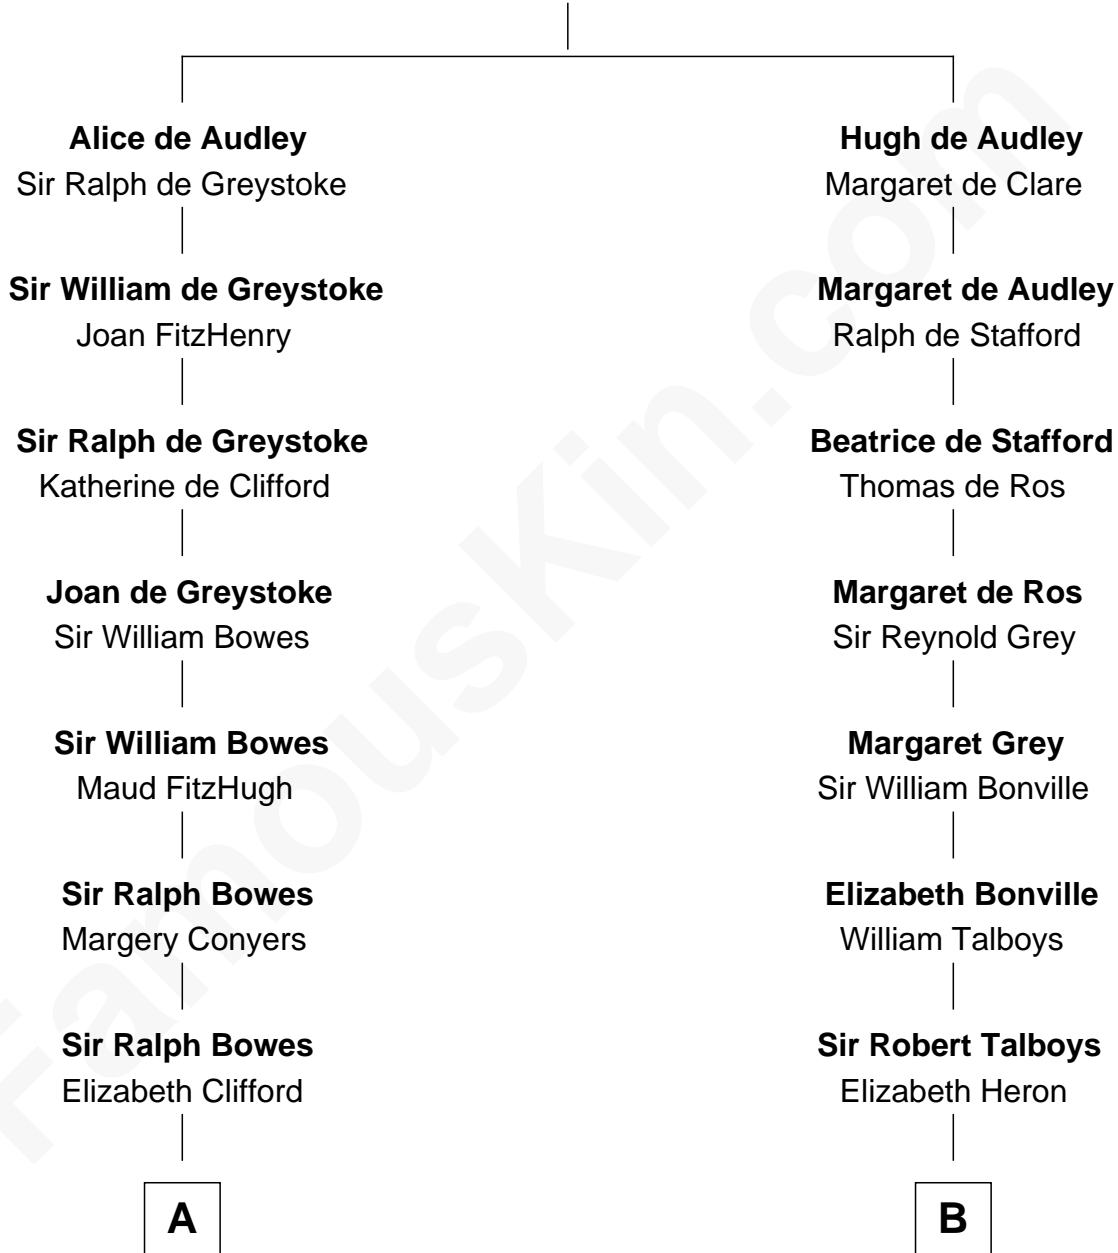 Alice de Audley
Sir Ralph de Greystoke
Sir William de Greystoke
Joan FitzHenry
Sir Ralph de Greystoke
Katherine de Clifford
Joan de Greystoke
Sir William Bowes
Sir William Bowes
Maud FitzHugh
Sir Ralph Bowes
Margery Conyers
Sir Ralph Bowes
Elizabeth Clifford
A
Hugh de Audley
Margaret de Clare
Margaret de Audley
Ralph de Stafford
Beatrice de Stafford
Thomas de Ros
Margaret de Ros
Sir Reynold Grey
Margaret Grey
Sir William Bonville
Elizabeth Bonville
William Talboys
Sir Robert Talboys
Elizabeth Heron
B
FamousKin.com